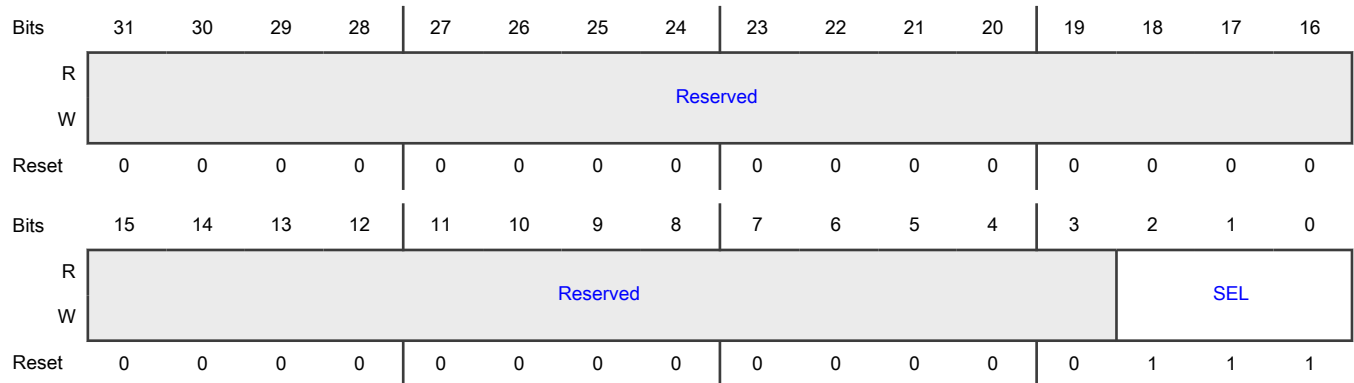 Bits 31 30 29 28 27 26 25 24 23 22 21 20 19 18 17 16
R
Reserved
W
Reset 0 0 0 0 0 0 0 0 0 0 0 0 0 0 0 0
Bits 15 14 13 12 11 10 9 8 7 6 5 4 3 2 1 0
R
Reserved SEL
W
Reset 0 0 0 0 0 0 0 0 0 0 0 0 0 1 1 1